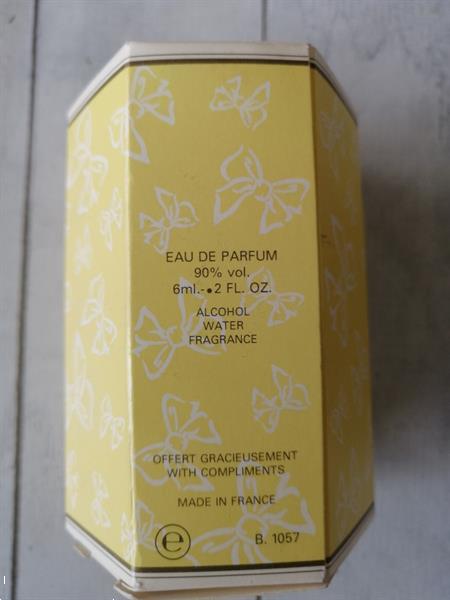 EAU DE PARFUM
90% vol.
6ml.-•2 FL. OZ.
ALCOHOL
WATER
FRAGRANCE
OFFERT GRACIEUSEMENT
WITH COMPLIMENTS
MADE IN FRANCE
e B. 1057